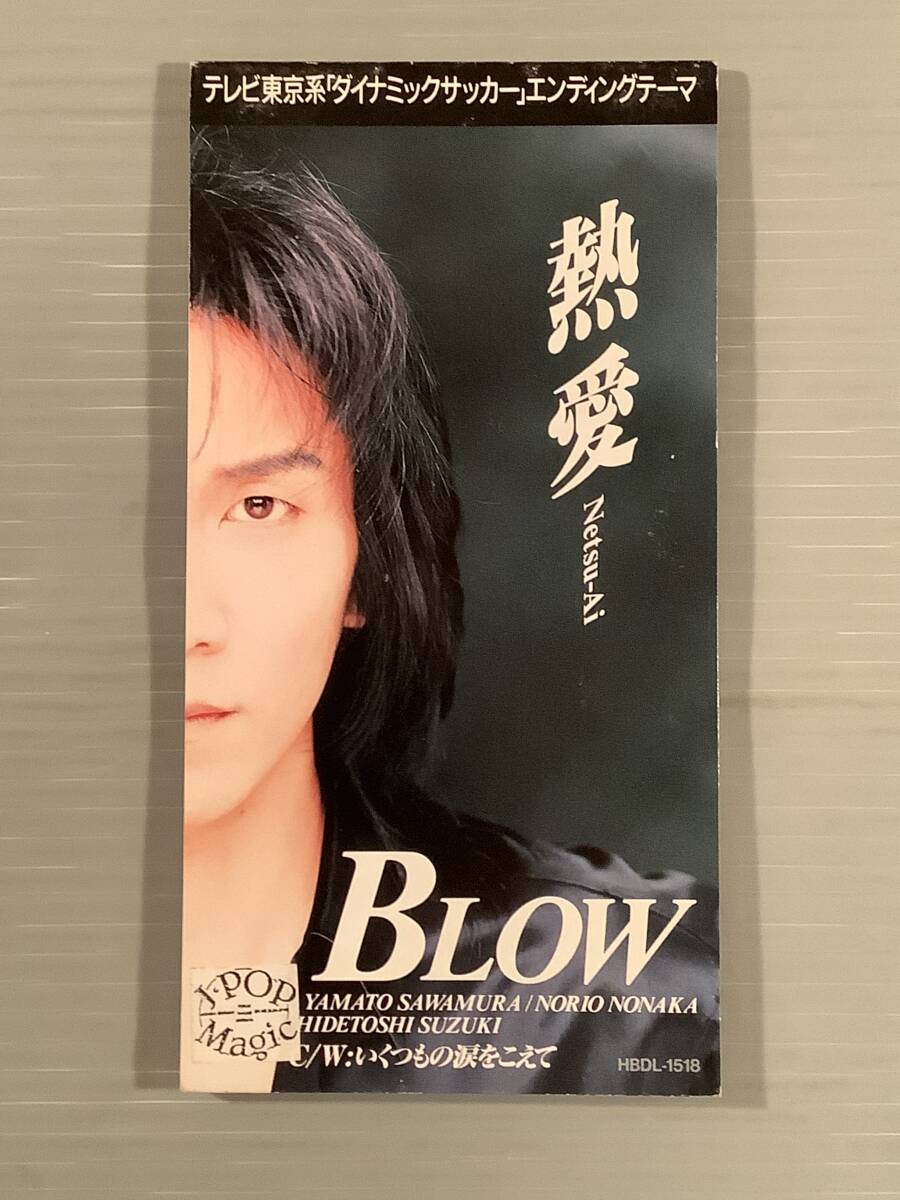 テレビ東京系「ダイナミックサッカー」エンディングテーマ
熱愛
Netsu-Ai
BLOW
YAMATO SAWAMURA / NORIO NONAKA
HIDETOSHI SUZUKI
C/W:いくつもの涙をこえて
HBDL-1518
J-POP
Magic